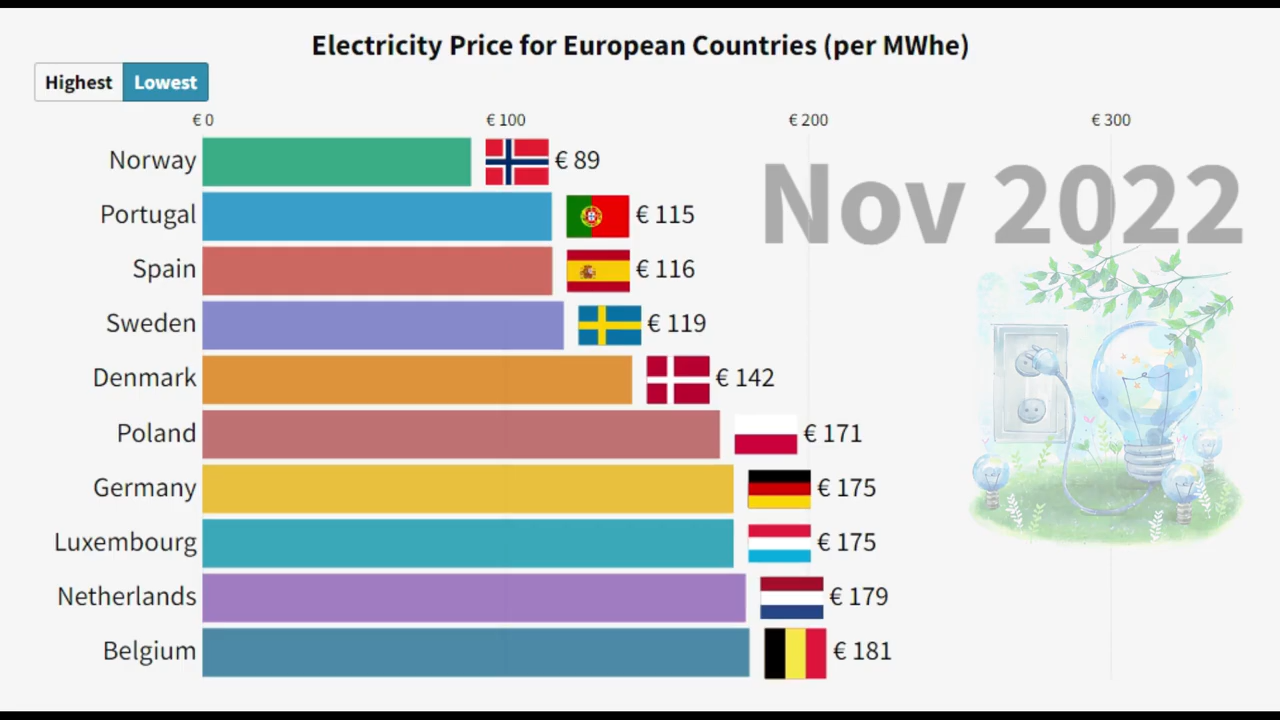 Electricity Price for European Countries (per MWhe)
Highest Lowest
€ 0 € 100 € 200 € 300
Norway € 89
Nov 2022
Portugal € 115
Spain € 116
Sweden € 119
Denmark € 142
Poland € 171
Germany € 175
Luxembourg € 175
Netherlands € 179
Belgium € 181